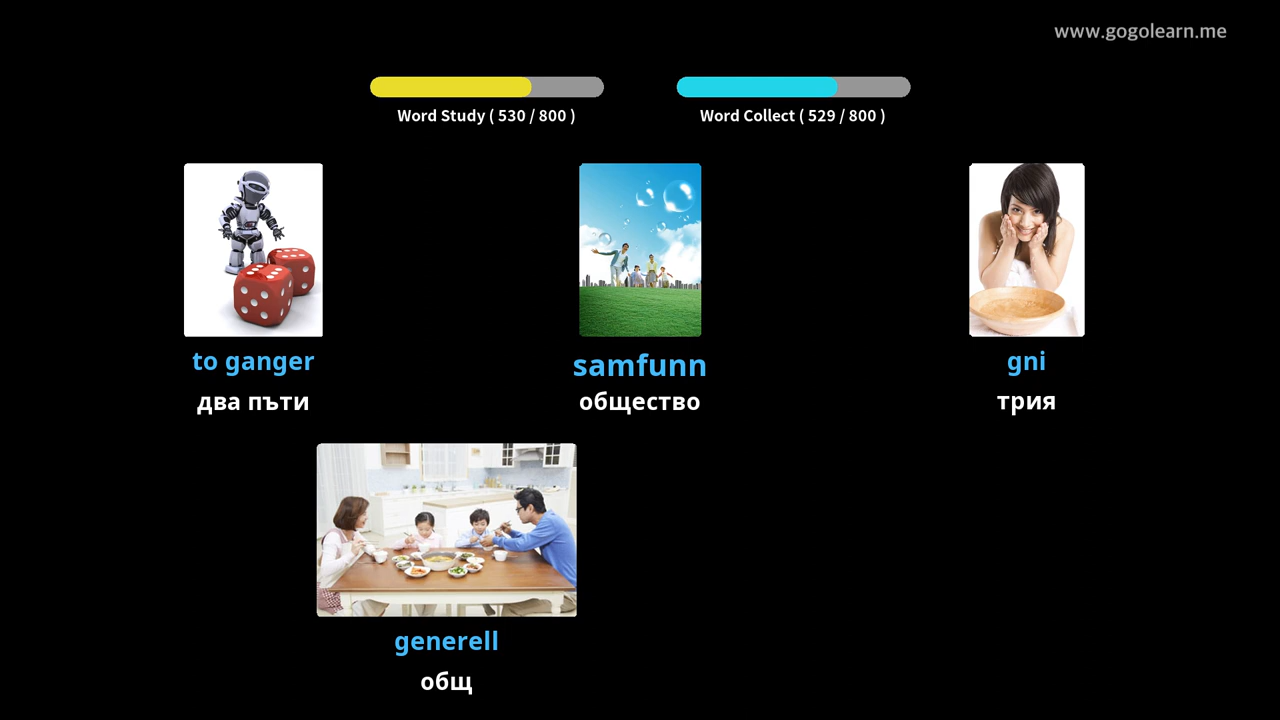 www.gogolearn.me
Word Study ( 530 / 800 )
Word Collect ( 529 / 800 )
to ganger
два пъти
samfunn
общество
gni
трия
generell
общ